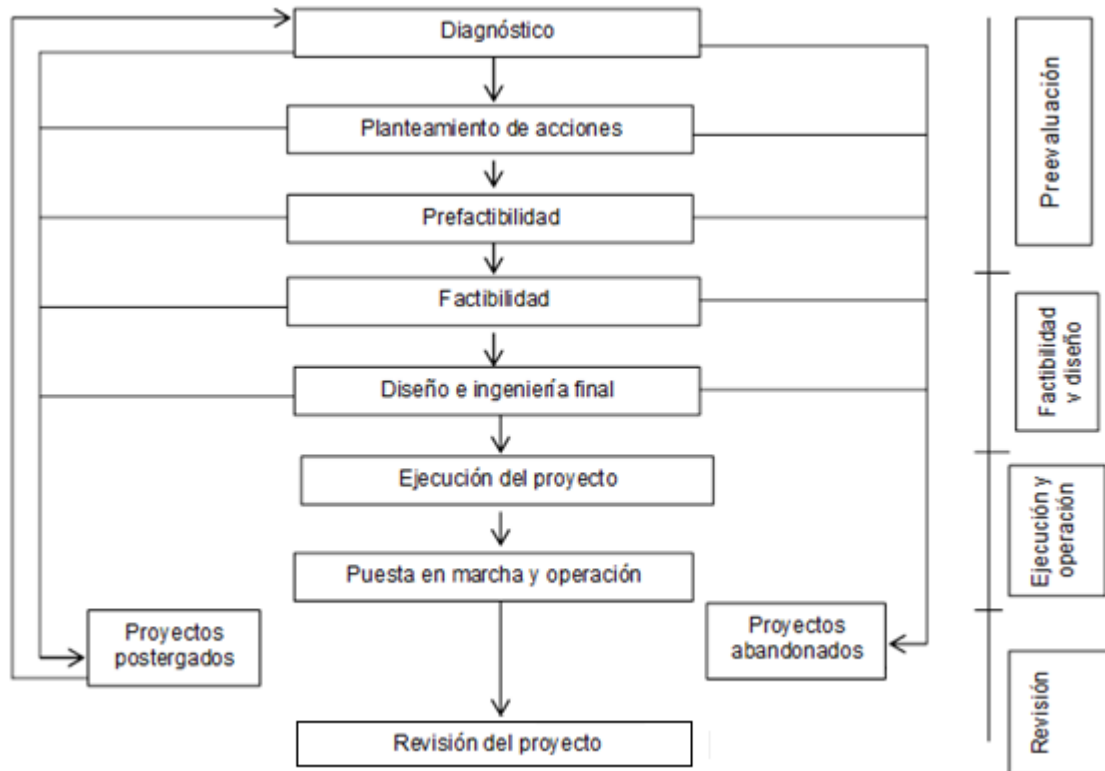 Diagnóstico
Planteamiento de acciones
Prefactibilidad
Factibilidad
Diseño e ingeniería final
Ejecución del proyecto
Puesta en marcha y operación
Proyectos
postergados
Proyectos
abandonados
Revisión del proyecto
Preevaluación
Factibilidad
y diseño
Ejecución y
operación
Revisión